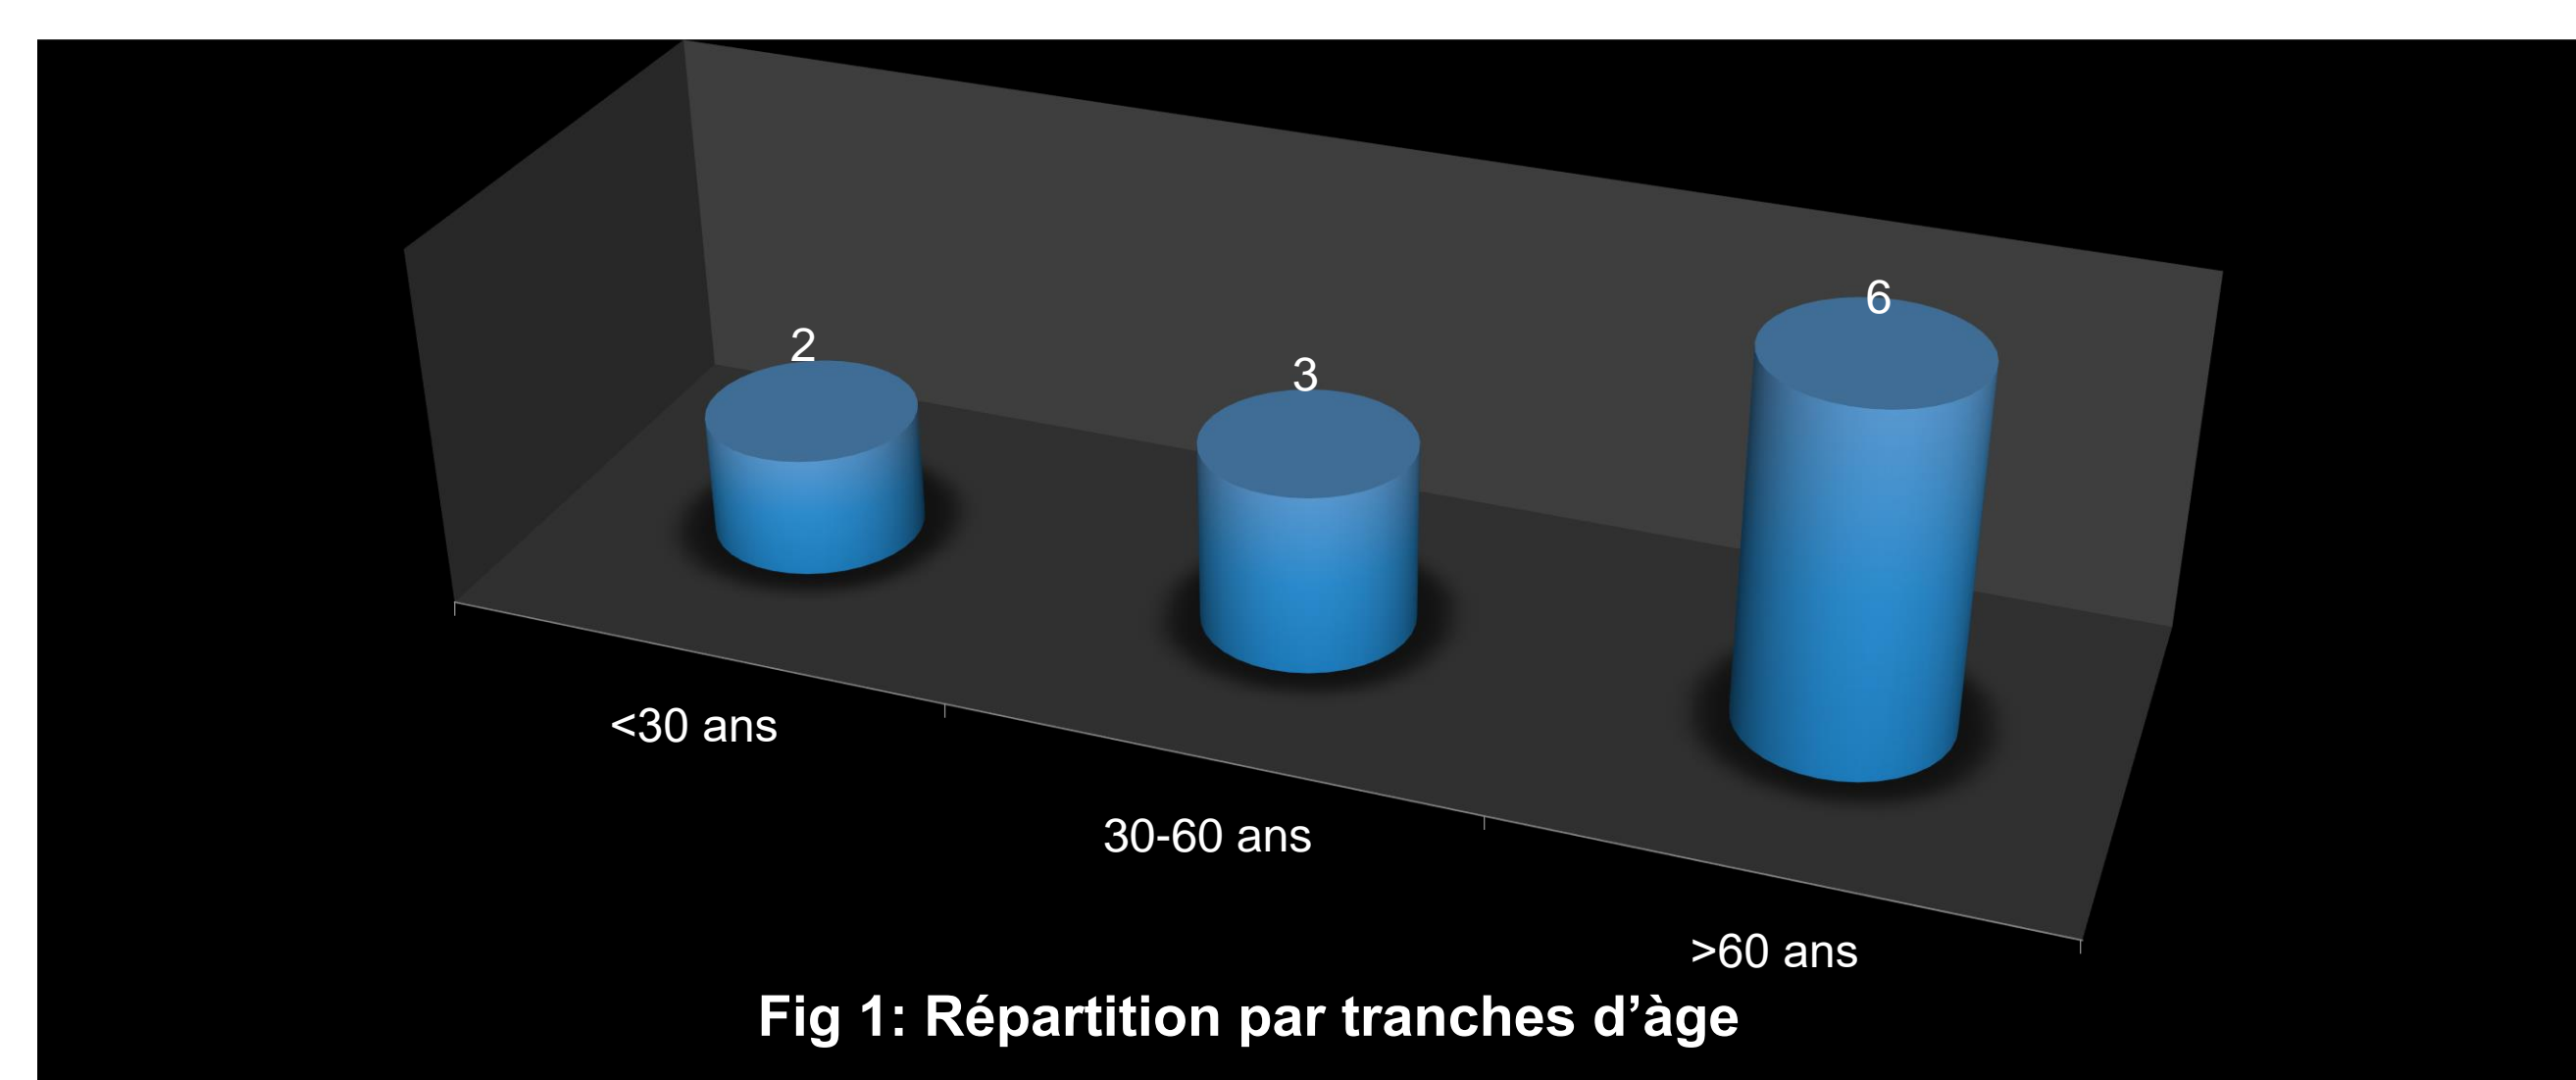 2
3
6
<30 ans
30-60 ans
>60 ans
Fig 1: Répartition par tranches d’àge